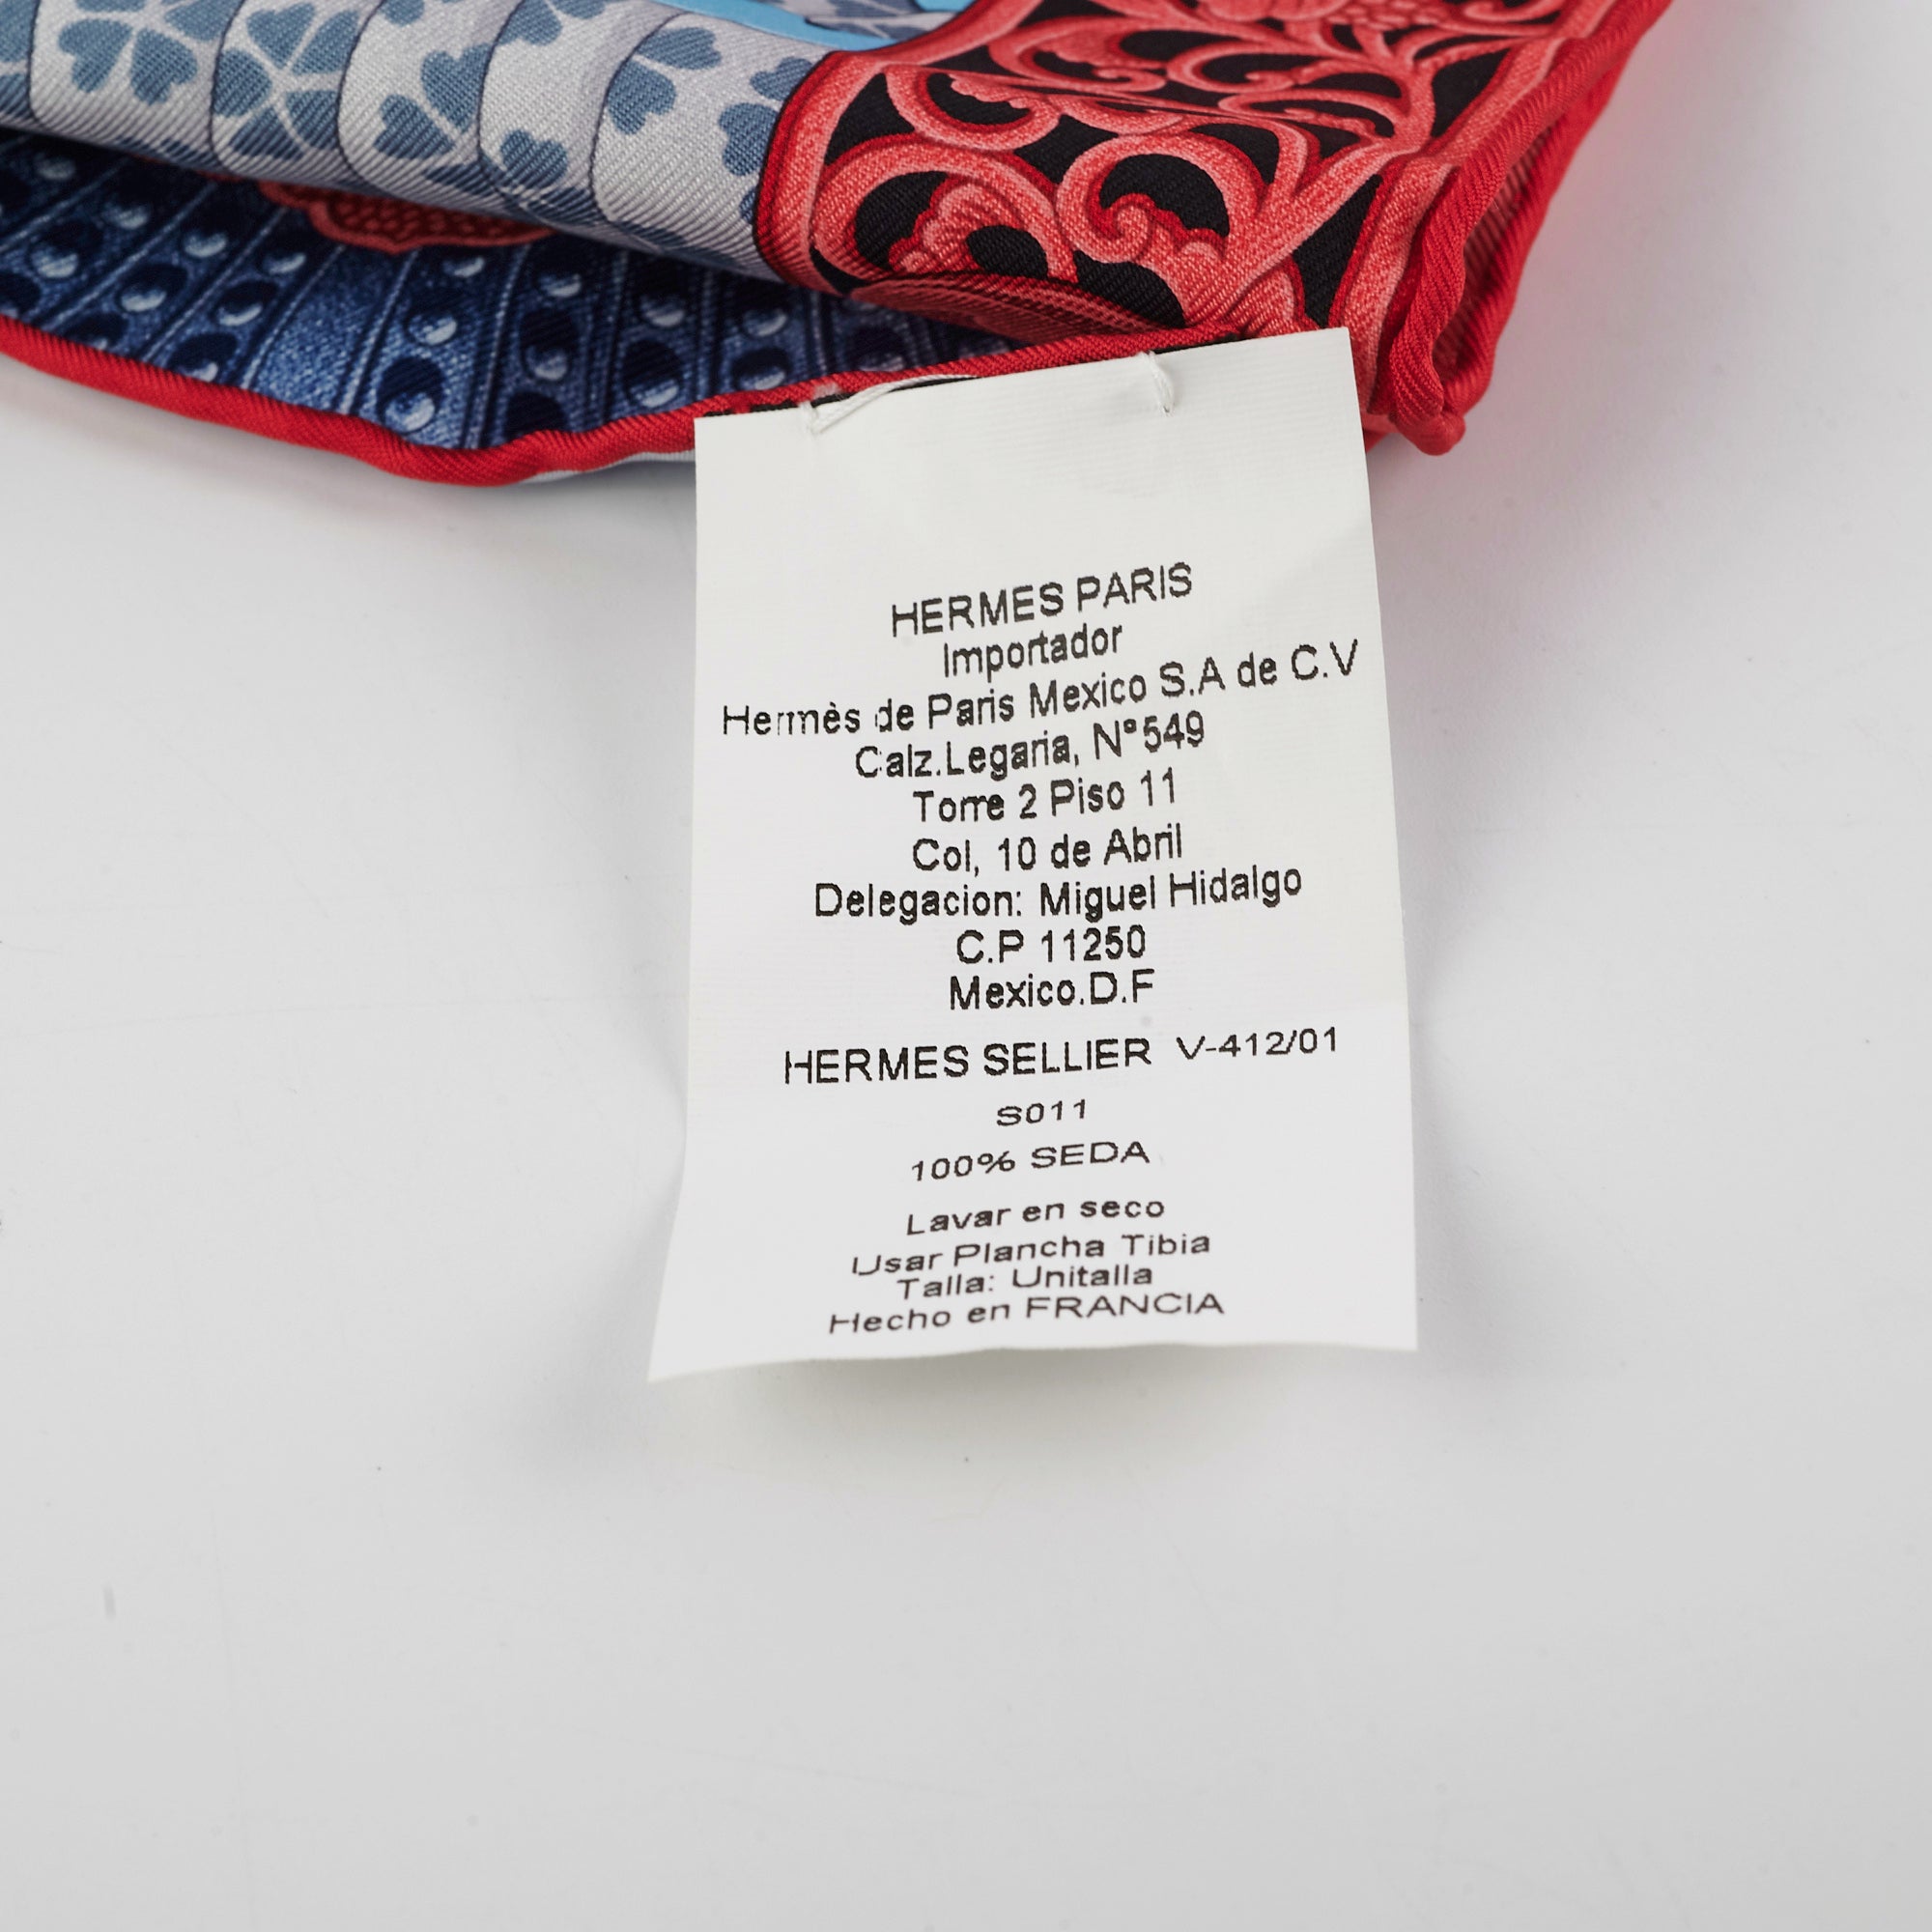 HERMES PARIS
Importador
Hermès de Paris Mexico S.A de C.V
Calz.Legaria, N°549
Torre 2 Piso 11
Col, 10 de Abril
Delegacion: Miguel Hidalgo
C.P 11250
Mexico.D.F
HERMES SELLIER V-412/01
S011
100% SEDA
Lavar en seco
Usar Plancha Tibia
Talla: Unitalla
Hecho en FRANCIA